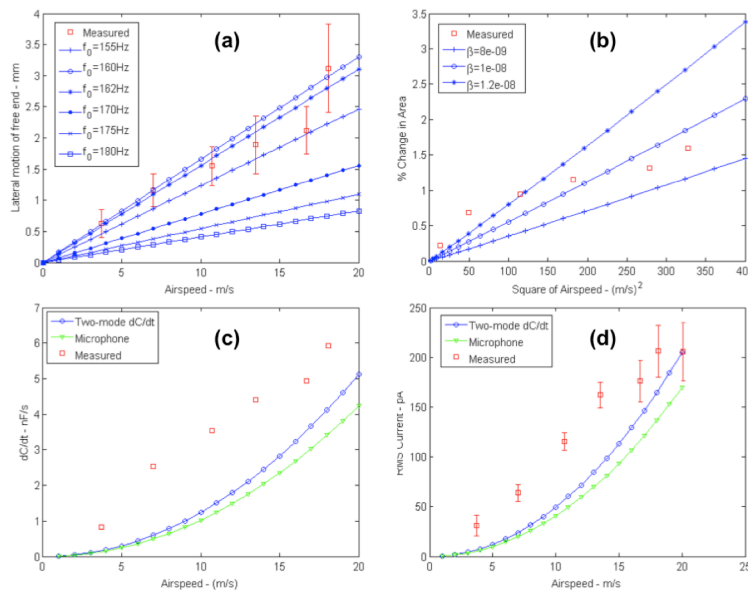 (a)
Measured
f0=155Hz
f0=160Hz
f0=162Hz
f0=170Hz
f0=175Hz
f0=180Hz
Lateral motion of free end - mm
4
3.5
3
2.5
2
1.5
1
0.5
0
0 5 10 15 20
Airspeed - m/s
(b)
Measured
β=8e-09
β=1e-08
β=1.2e-08
% Change in Area
3.5
3
2.5
2
1.5
1
0.5
0
0 50 100 150 200 250 300 350 400
Square of Airspeed - (m/s)2
(c)
Two-mode dC/dt
Microphone
Measured
dC/dt - nF/s
7
6
5
4
3
2
1
0
0 5 10 15 20
Airspeed - (m/s)
(d)
Two-mode dC/dt
Microphone
Measured
RMS Current - pA
250
200
150
100
50
0
0 5 10 15 20 25
Airspeed - m/s